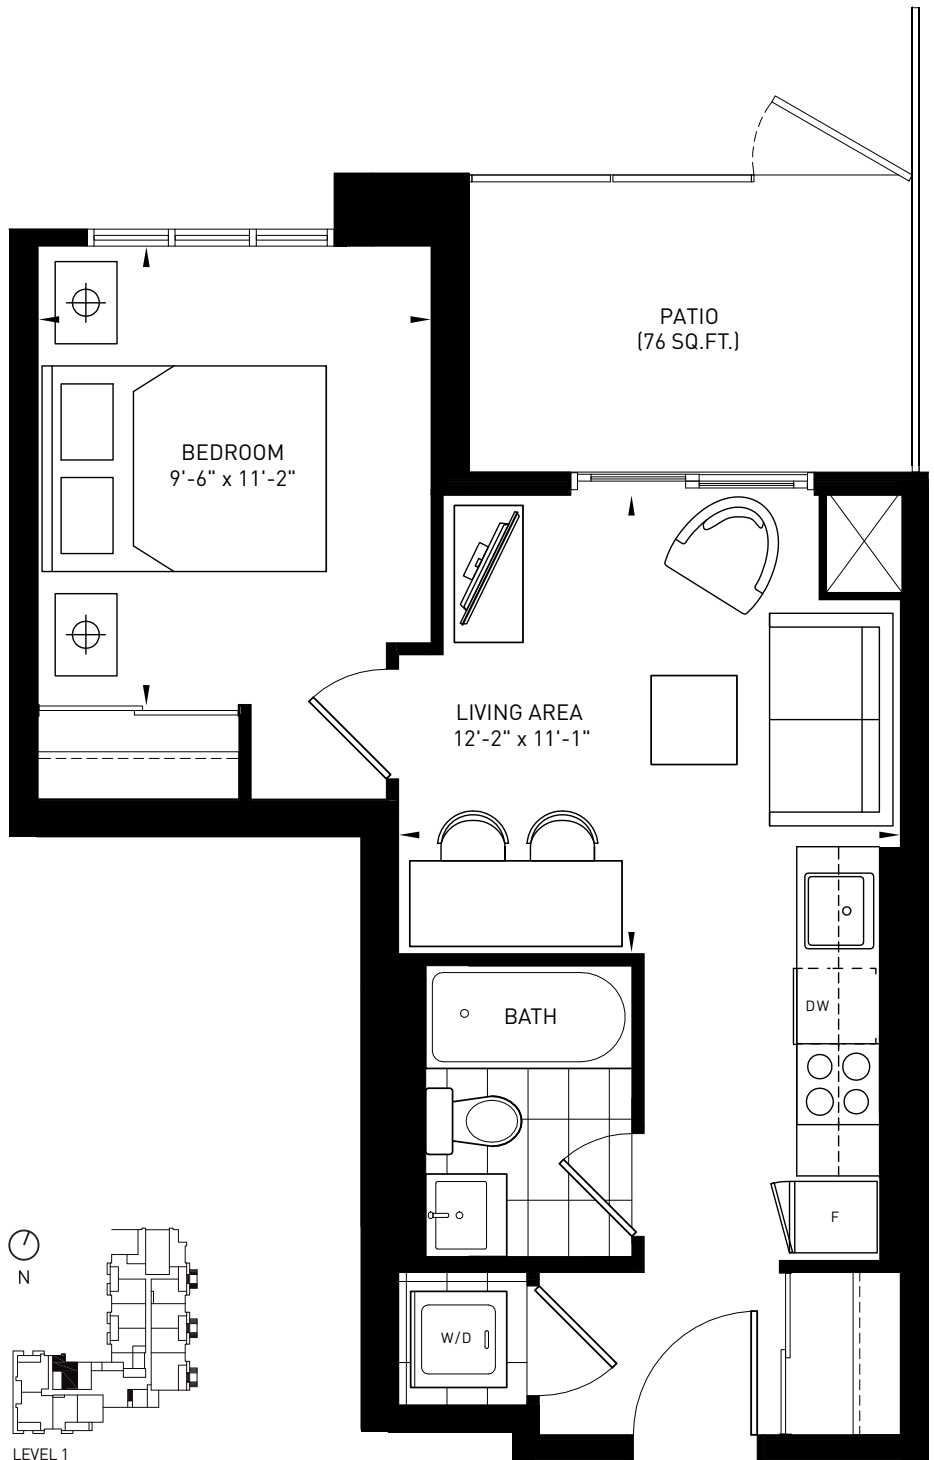 PATIO
(76 SQ.FT.)
BEDROOM
9'-6" x 11'-2"
LIVING AREA
12'-2" x 11'-1"
BATH
DW
F
W/D
N
LEVEL 1